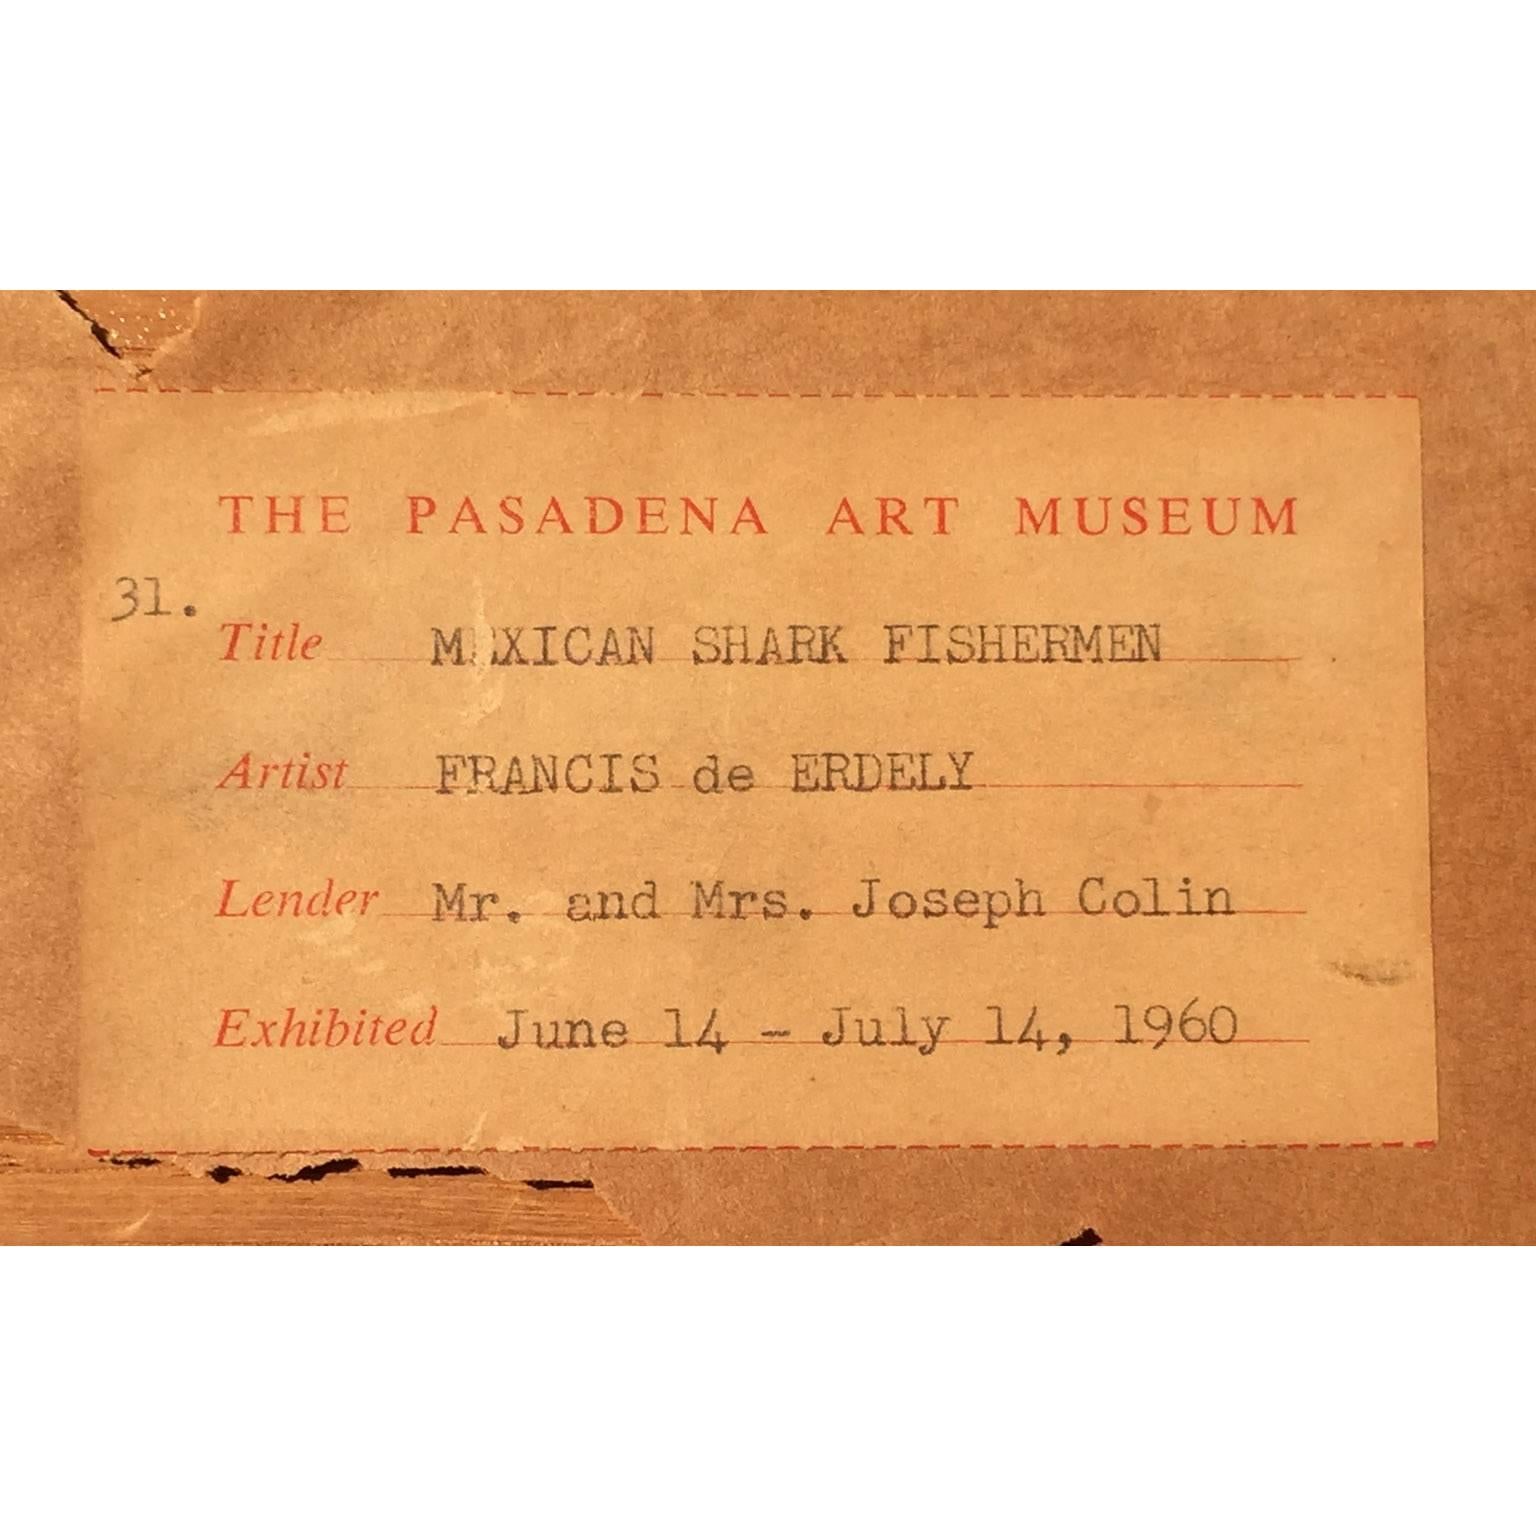 THE PASADENA ART MUSEUM
31.
Title MEXICAN SHARK FISHERMEN
Artist FRANCIS de ERDELY
Lender Mr. and Mrs. Joseph Colin
Exhibited June 14 - July 14, 1960